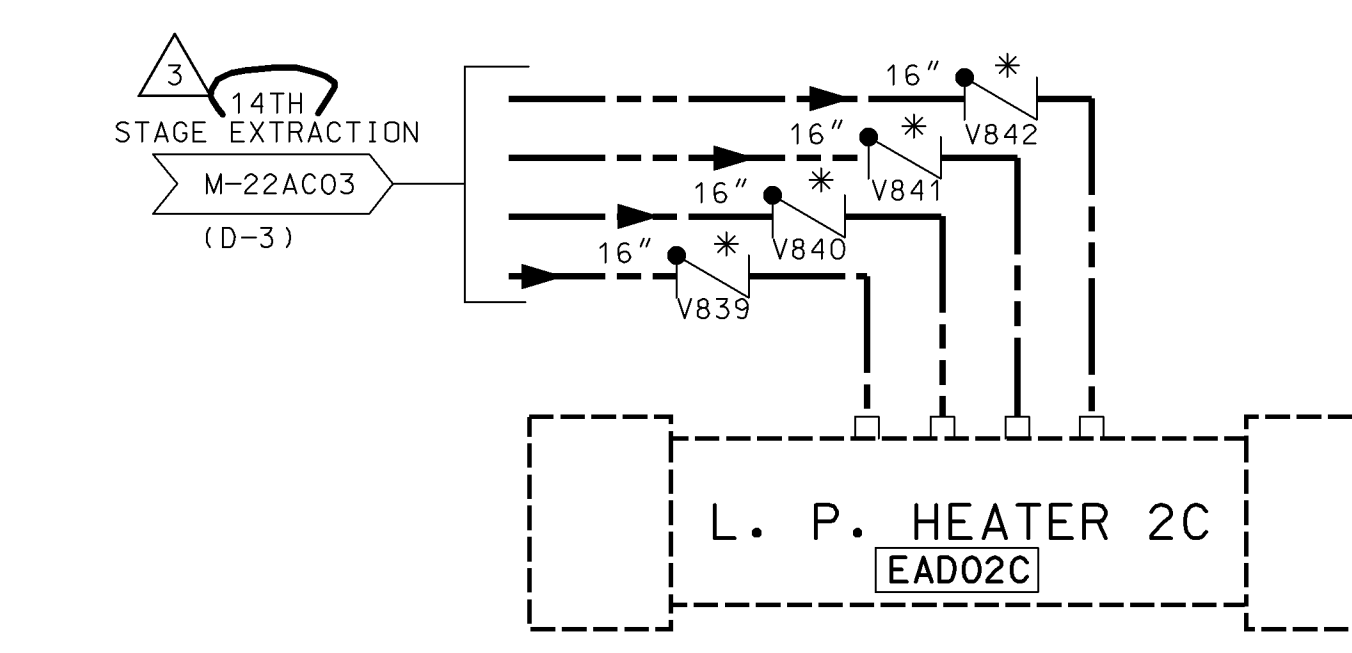 3
14TH
STAGE EXTRACTION
M-22AC03
(D-3)
16" *
V842
16" *
V841
16" *
V840
16" *
V839
L. P. HEATER 2C
EAD02C